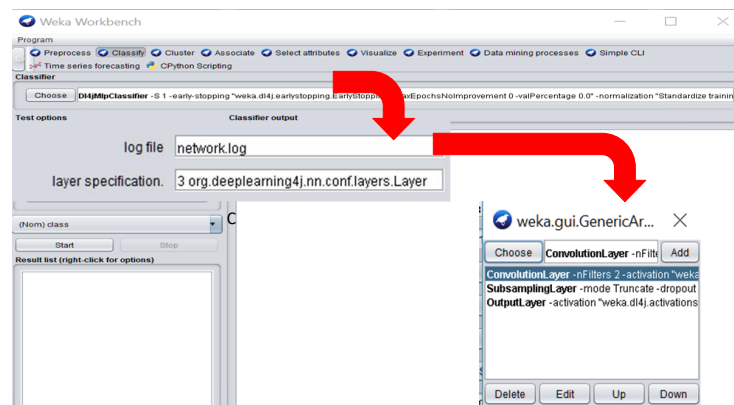 Weka Workbench
Program
Preprocess Classify Cluster Associate Select attributes Visualize Experiment Data mining processes Simple CLI
Time series forecasting CPython Scripting
Classifier
Choose Dl4jMlpClassifier -S 1 -early-stopping "weka.dl4j.earlystopping.EarlyStopp axEpochsNoImprovement 0 -valPercentage 0.0" -normalization "Standardize trainin
Test options Classifier output
log file network.log
layer specification. 3 org.deeplearning4j.nn.conf.layers.Layer
(Nom) class
C
Start Stop
Result list (right-click for options)
weka.gui.GenericAr...
Choose ConvolutionLayer -nFilte Add
ConvolutionLayer -nFilters 2 -activation "weka
SubsamplingLayer -mode Truncate -dropout
OutputLayer -activation "weka.dl4j.activations
Delete Edit Up Down